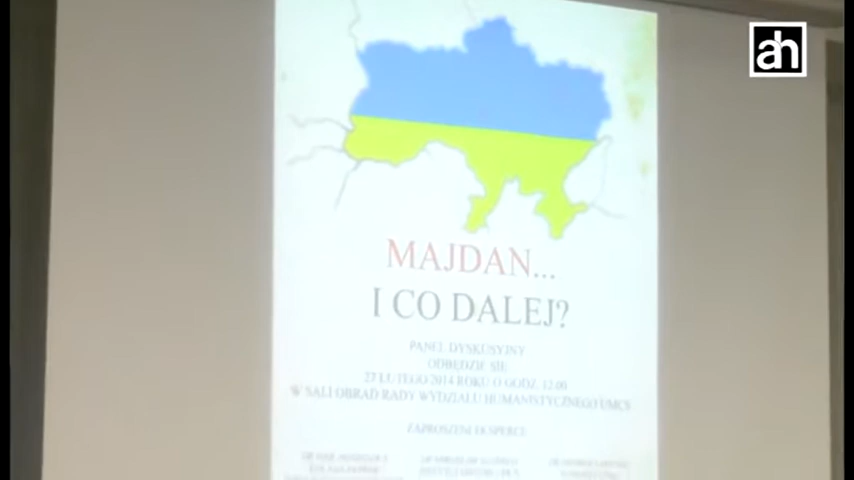 ah
MAJDAN...
I CO DALEJ?
PANEL DYSKUSYJNY
ODBĘDZIE SIĘ
27 LUTEGO 2014 ROKU O GODZ. 12.00
W SALI OBRAD RADY WYDZIAŁU HUMANISTYCZNEGO UMCS
ZAPROSZENI EKSPERCI: